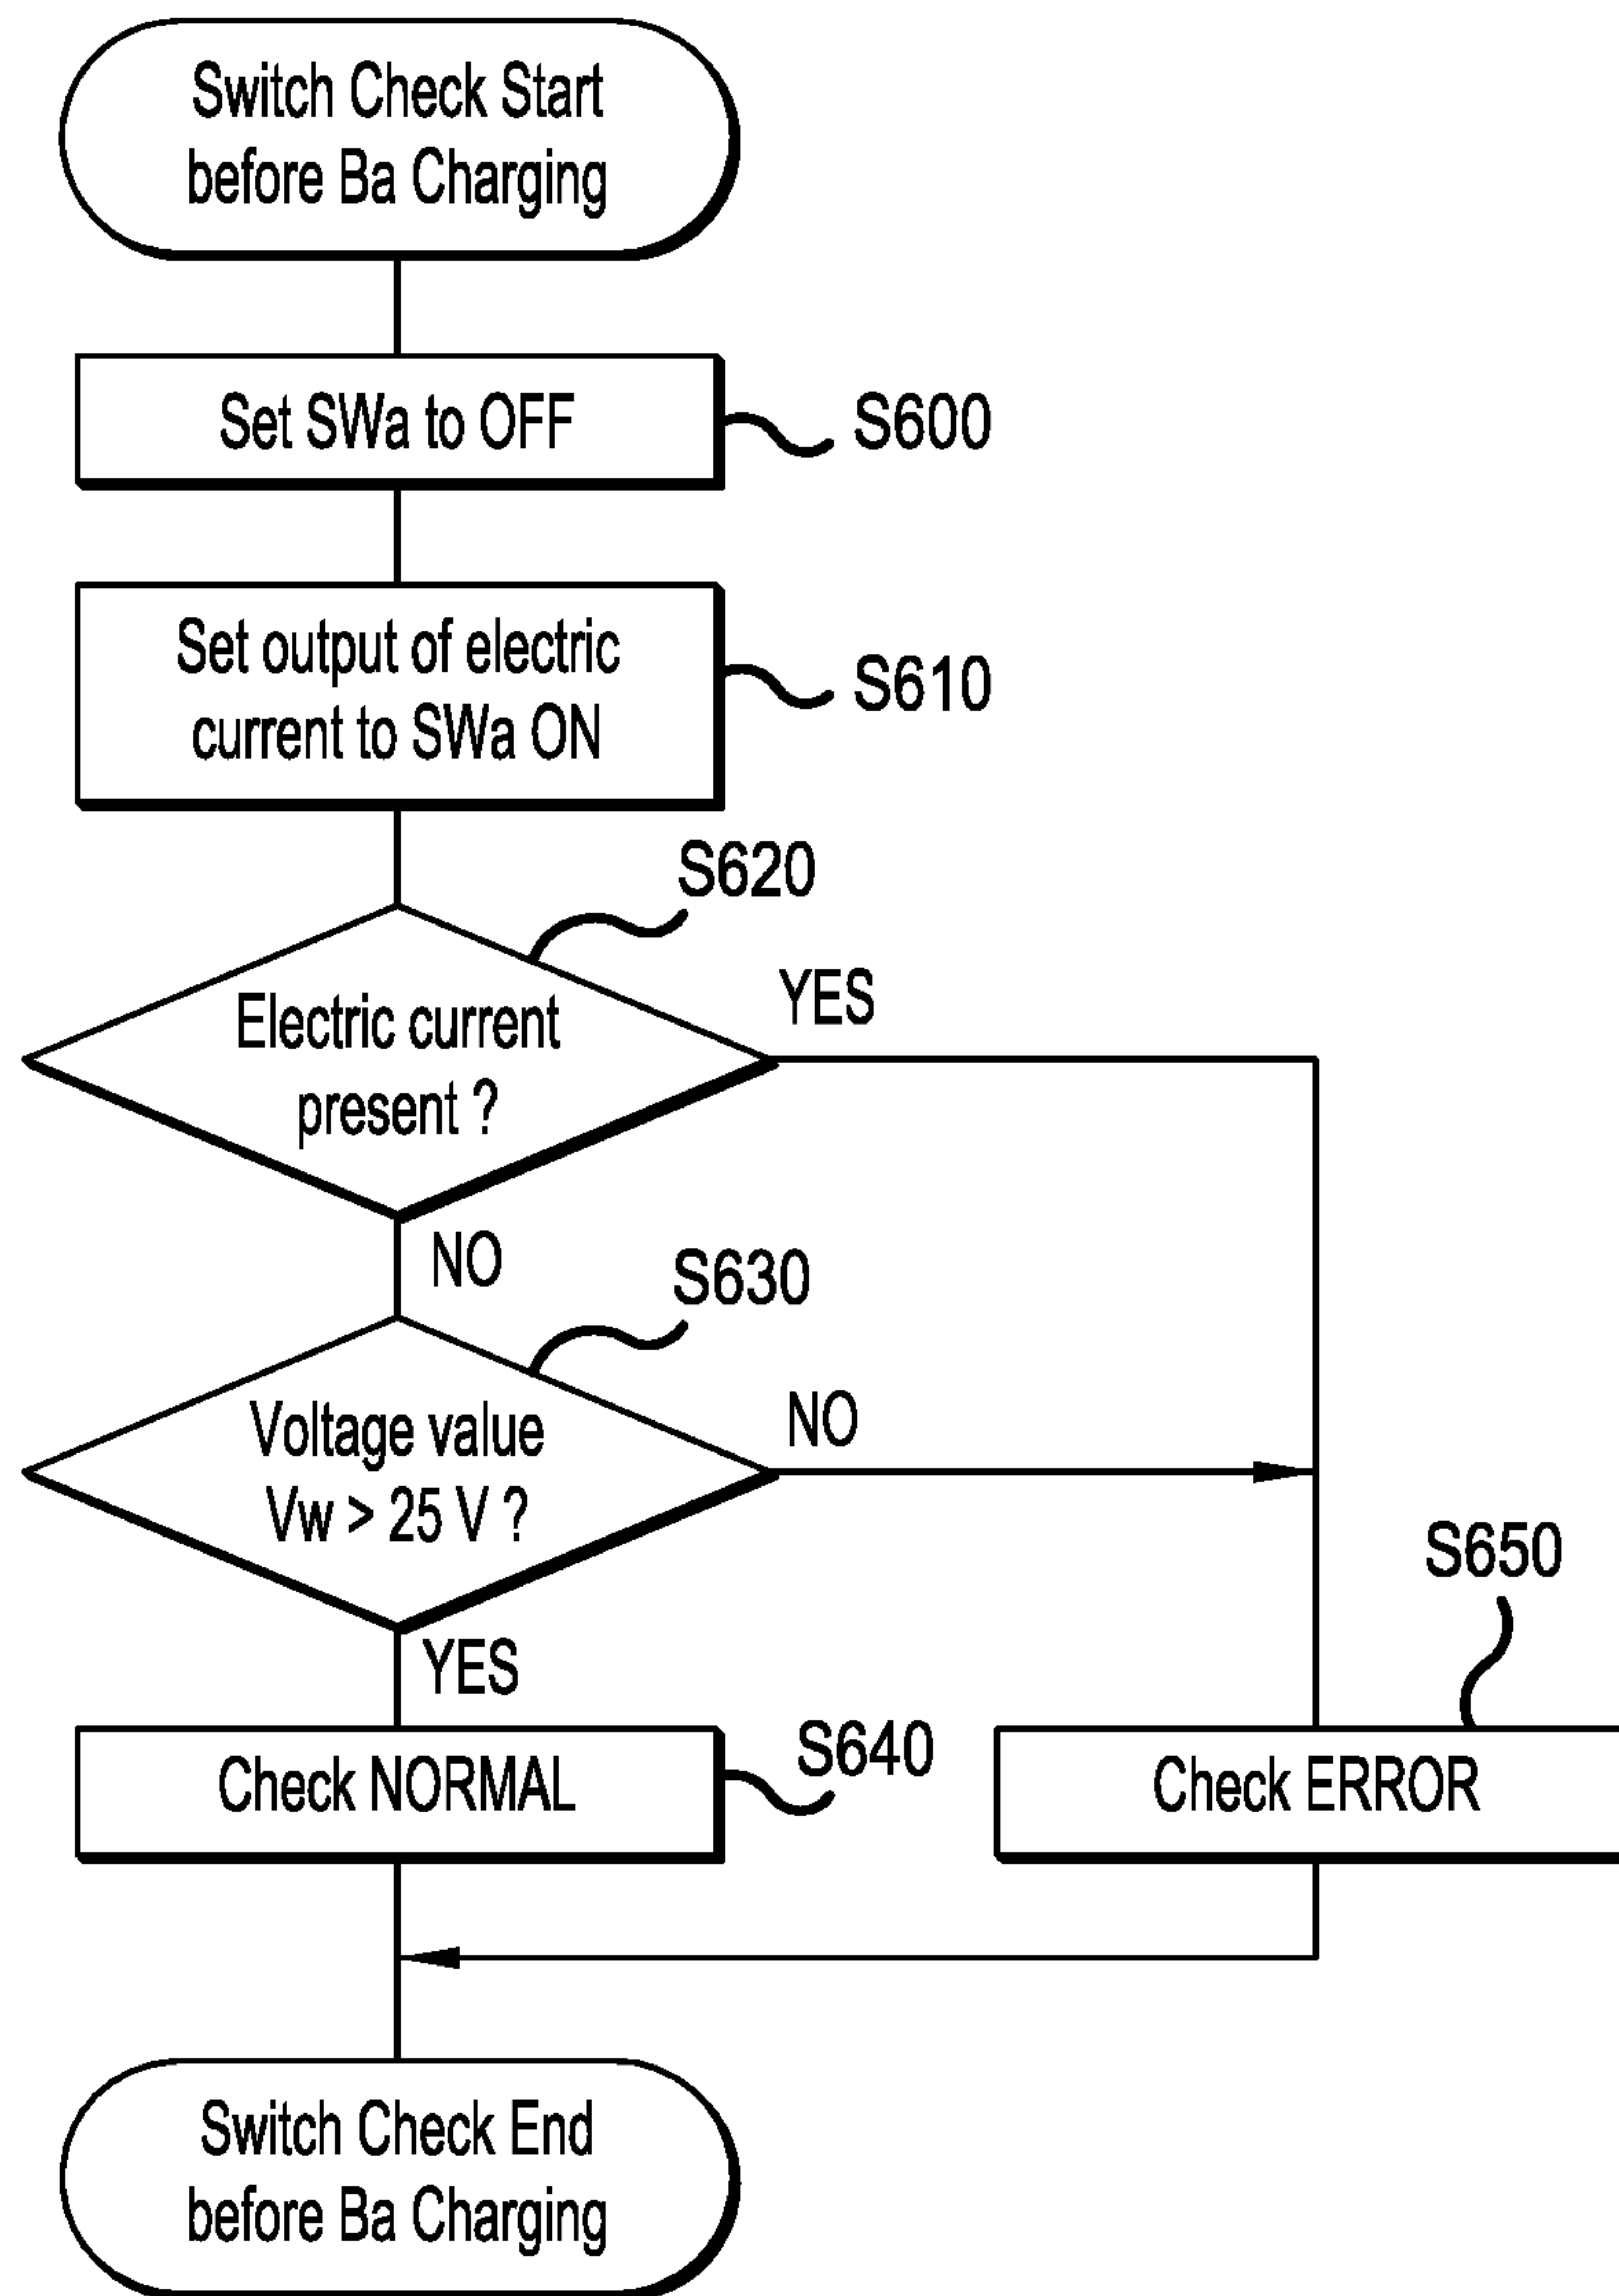 Switch Check Start
before Ba Charging
Set SWa to OFF
S600
Set output of electric
current to SWa ON
S610
S620
Electric current
present ?
YES
NO
S630
Voltage value
Vw > 25 V ?
NO
YES
S650
Check NORMAL
S640
Check ERROR
Switch Check End
before Ba Charging